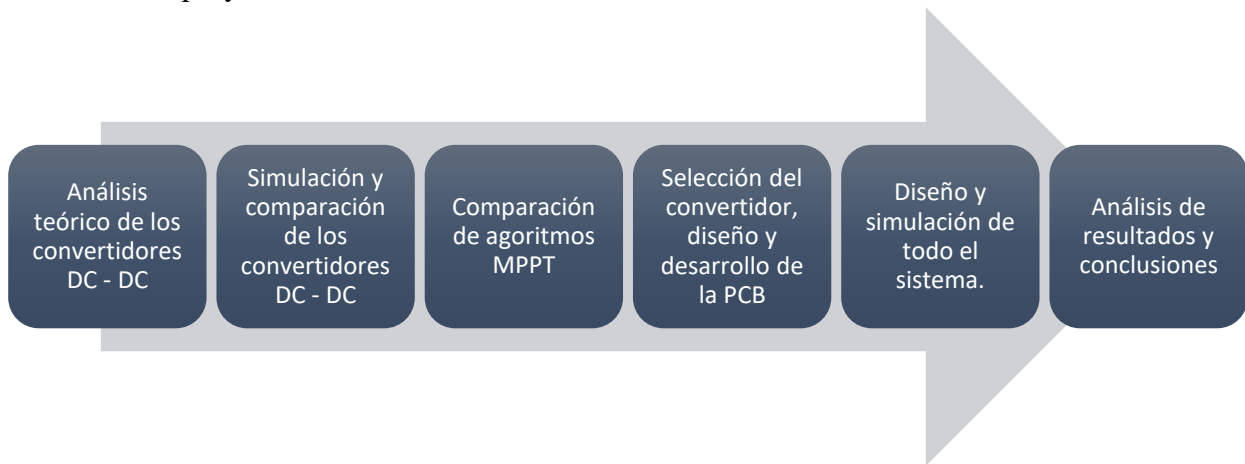 Análisis
teórico de los
convertidores
DC - DC
Simulación y
comparación
de los
convertidores
DC - DC
Comparación
de agoritmos
MPPT
Selección del
convertidor,
diseño y
desarrollo de
la PCB
Diseño y
simulación de
todo el
sistema.
Análisis de
resultados y
conclusiones